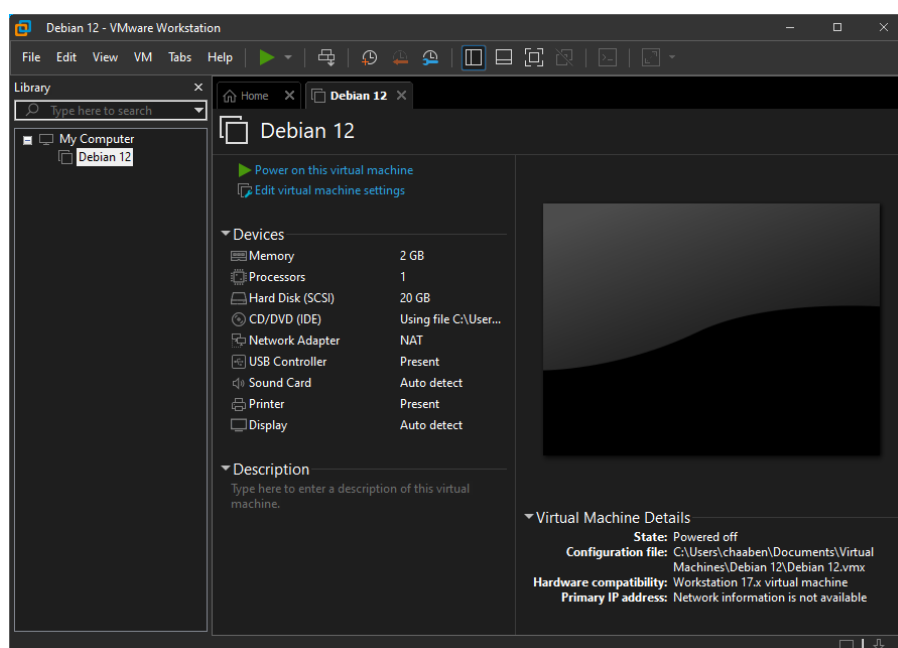 Debian 12 - VMware Workstation
File Edit View VM Tabs Help
Library
Type here to search
My Computer
Debian 12
Home
Debian 12
Debian 12
Power on this virtual machine
Edit virtual machine settings
Devices
Memory 2 GB
Processors 1
Hard Disk (SCSI) 20 GB
CD/DVD (IDE) Using file C:\User...
Network Adapter NAT
USB Controller Present
Sound Card Auto detect
Printer Present
Display Auto detect
Description
Type here to enter a description of this virtual
machine.
Virtual Machine Details
State: Powered off
Configuration file: C:\Users\chaaben\Documents\Virtual
Machines\Debian 12\Debian 12.vmx
Hardware compatibility: Workstation 17.x virtual machine
Primary IP address: Network information is not available